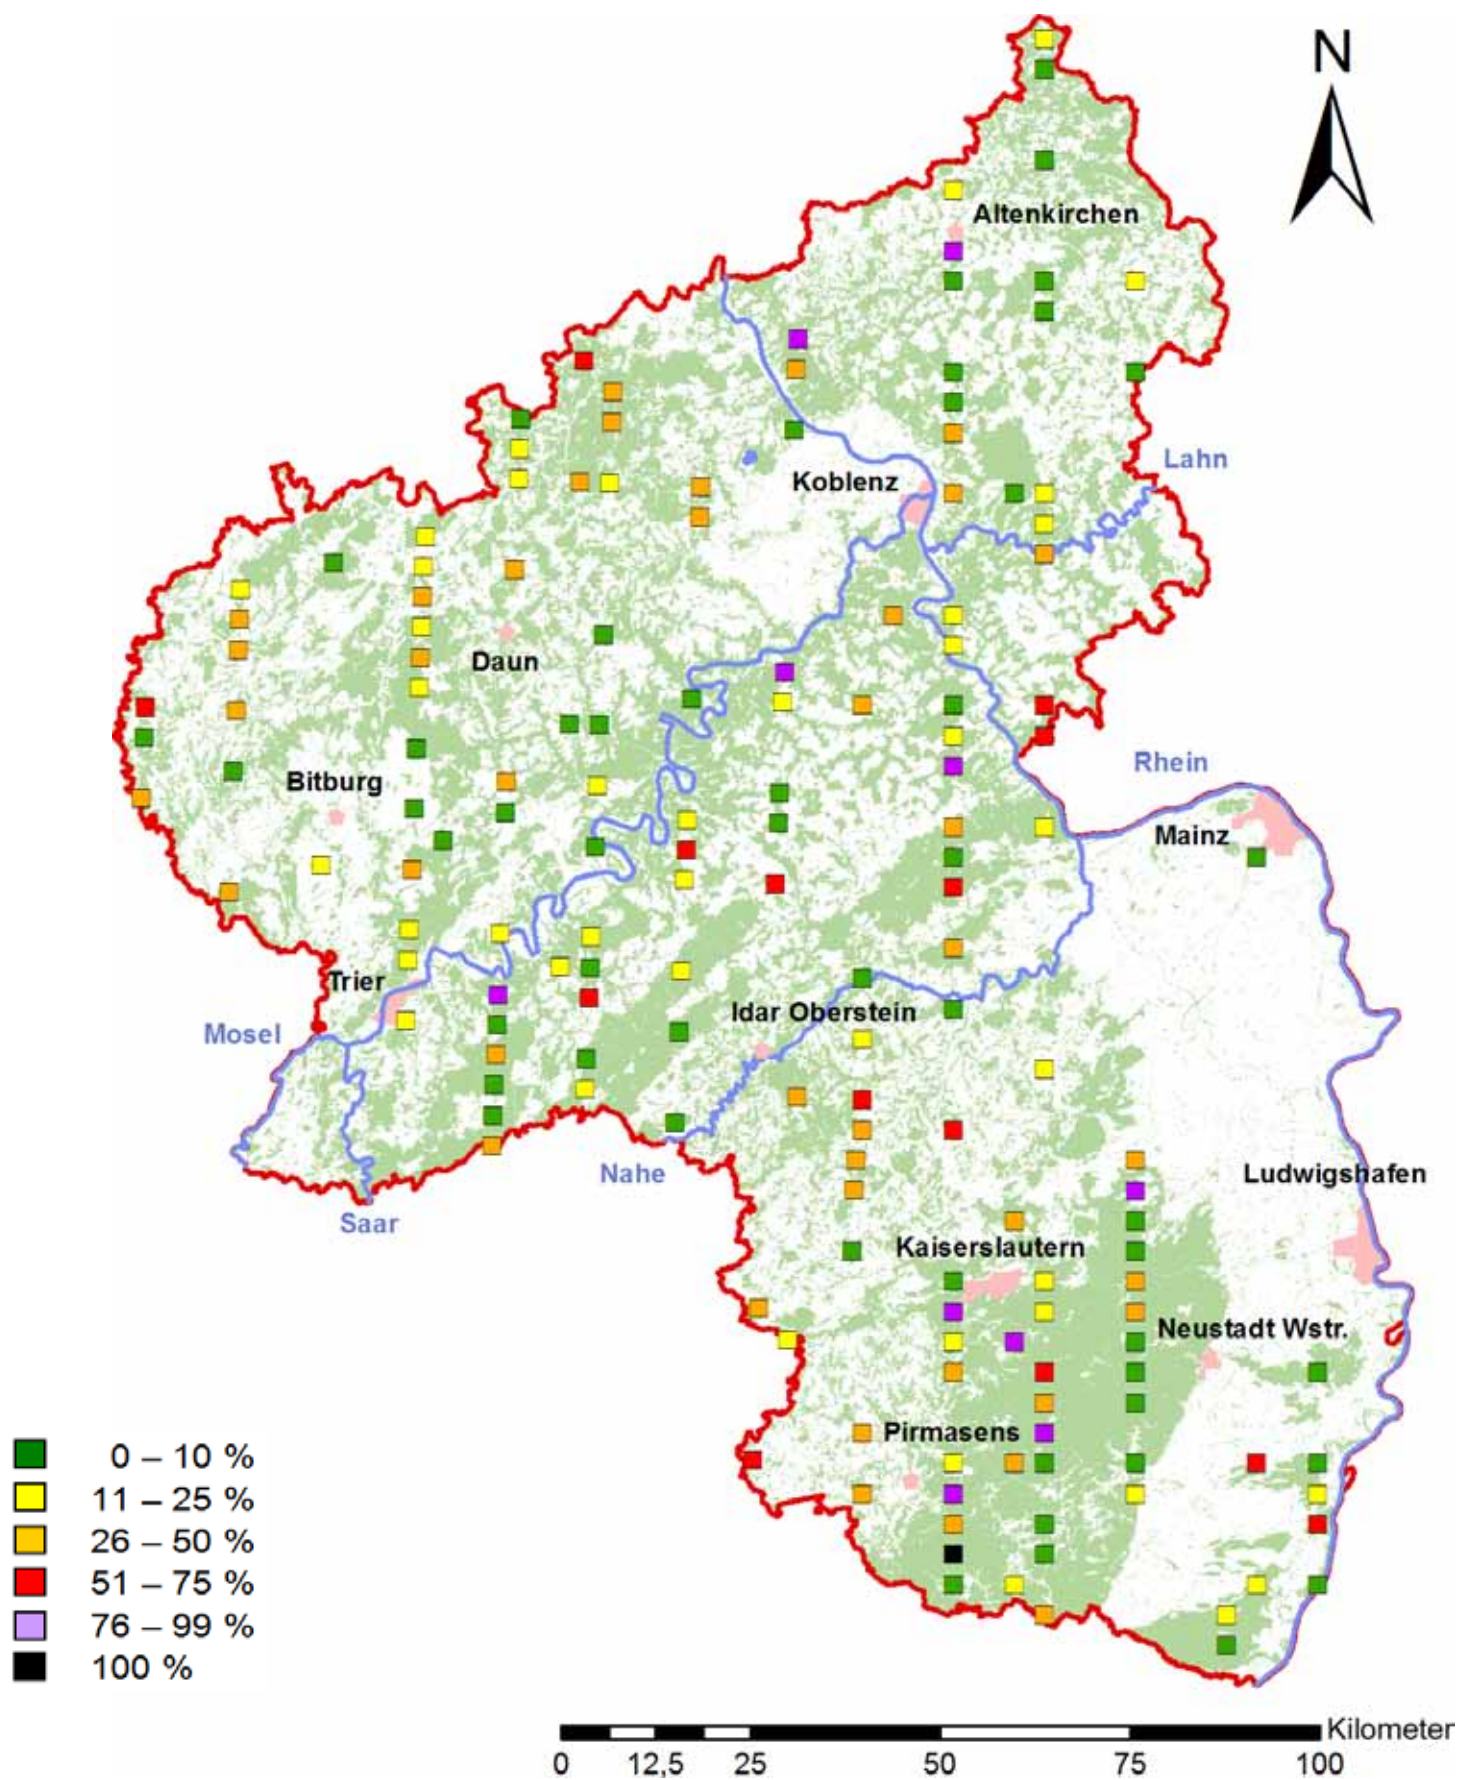 N
Altenkirchen
Lahn
Koblenz
Daun
Rhein
Bitburg
Mainz
Trier
Idar Oberstein
Mosel
Nahe
Ludwigshafen
Saar
Kaiserslautern
Neustadt Wstr.
Pirmasens
0 – 10 %
11 – 25 %
26 – 50 %
51 – 75 %
76 – 99 %
100 %
Kilometer
0 12,5 25 50 75 100